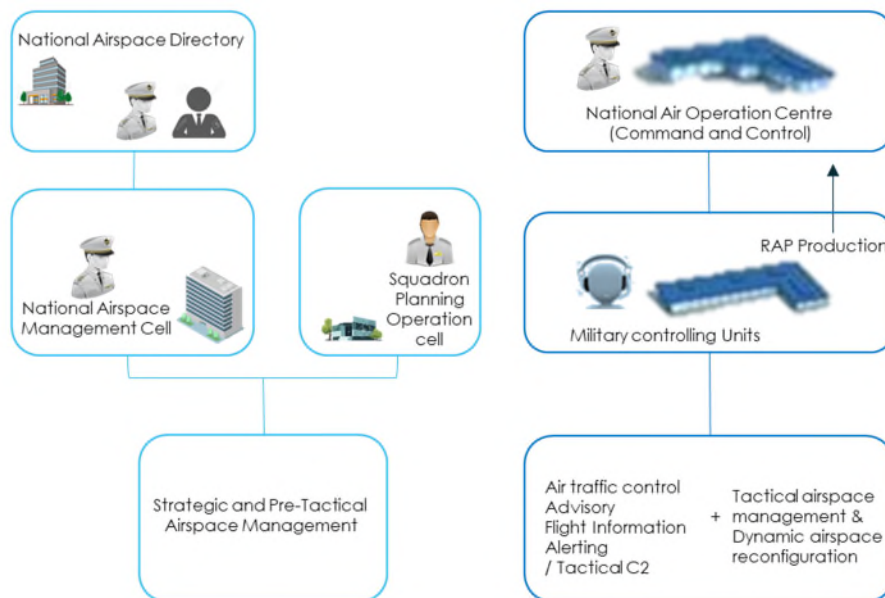 National Airspace Directory
National Airspace
Management Cell
Squadron
Planning
Operation
cell
Strategic and Pre-Tactical
Airspace Management
National Air Operation Centre
(Command and Control)
RAP Production
Military controlling Units
Air traffic control
Advisory
Flight Information
Alerting
/ Tactical C2
+
Tactical airspace
management &
Dynamic airspace
reconfiguration